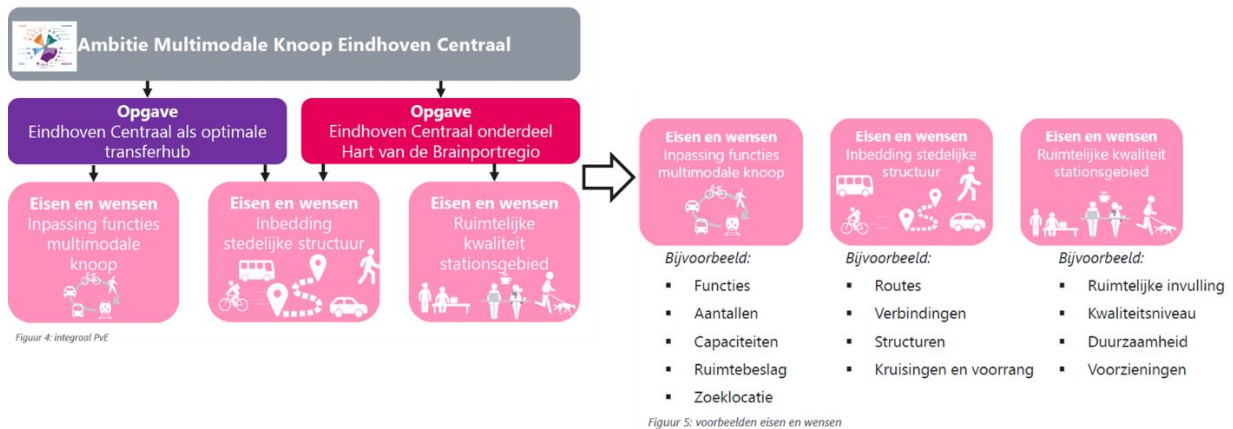 Ambitie Multimodale Knoop Eindhoven Centraal
Opgave
Eindhoven Centraal als optimale
transferhub
Opgave
Eindhoven Centraal onderdeel
Hart van de Brainportregio
Eisen en wensen
Inpassing functies
multimodale
knoop
Eisen en wensen
Inbedding
stedelijke structuur
Eisen en wensen
Ruimtelijke
kwaliteit
stationsgebied
Figuur 4: integraal PvE
Eisen en wensen
Inpassing functies
multimodale knoop
Bijvoorbeeld:
▪ Functies
▪ Aantallen
▪ Capaciteiten
▪ Ruimtebeslag
▪ Zoeklocatie
Eisen en wensen
Inbedding stedelijke
structuur
Bijvoorbeeld:
▪ Routes
▪ Verbindingen
▪ Structuren
▪ Kruisingen en voorrang
Eisen en wensen
Ruimtelijke kwaliteit
stationsgebied
Bijvoorbeeld:
▪ Ruimtelijke invulling
▪ Kwaliteitsniveau
▪ Duurzaamheid
▪ Voorzieningen
Figuur 5: voorbeelden eisen en wensen